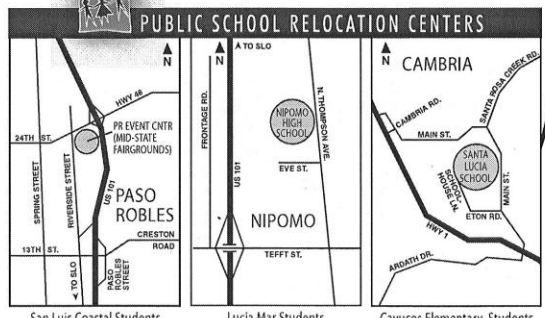 PUBLIC SCHOOL RELOCATION CENTERS
N
HWY 46
24TH ST.
PR EVENT CNTR
(MID-STATE
FAIRGROUNDS)
SPRING STREET
RIVERSIDE STREET
US 101
PASO
ROBLES
CRESTON
ROAD
13TH ST.
TO SLO
PASO
ROBLES
STREET
San Luis Coastal Students
TO SLO
N
FRONTAGE RD.
NIPOMO
HIGH
SCHOOL
N. THOMPSON AVE.
EVE ST.
US 101
NIPOMO
TEFFT ST.
Lucia Mar Students
N
CAMBRIA
SANTA ROSA CREEK RD.
CAMBRIA RD.
MAIN ST.
SANTA
LUCIA
SCHOOL
SCHOOL-
HOUSE LN.
MAIN ST.
ETON RD.
HWY 1
ARDATH DR.
Cayucos Elementary Students